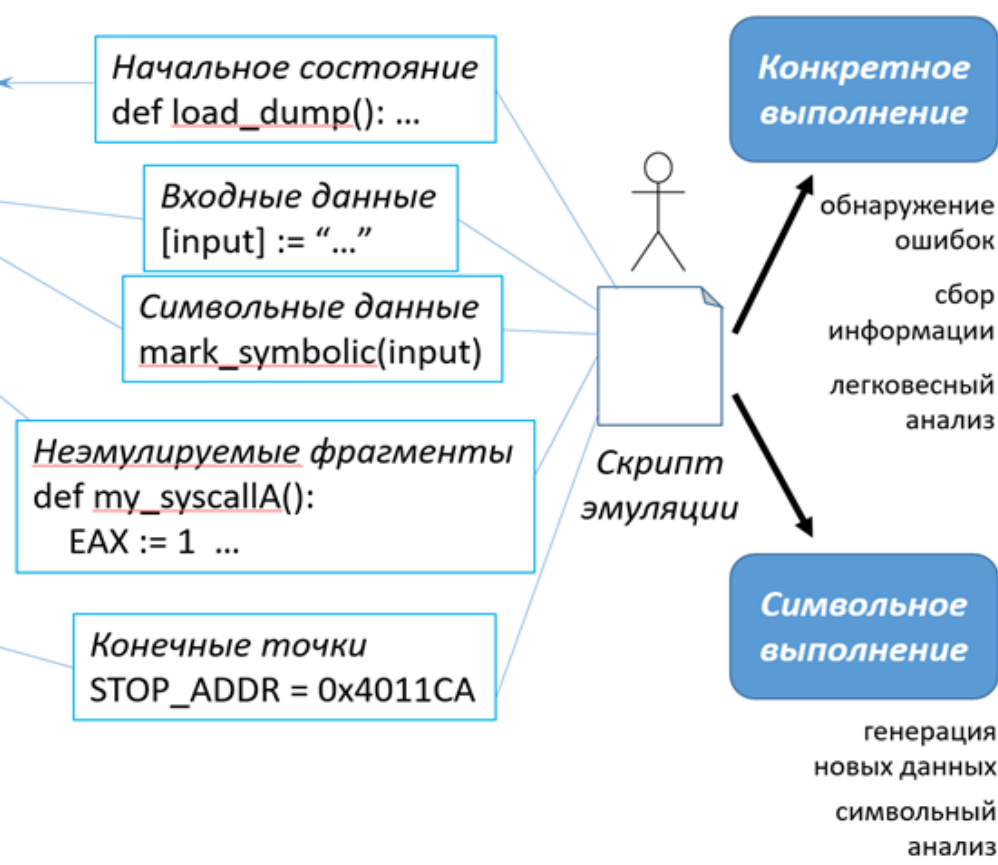 Начальное состояние
def load_dump(): ...
Входные данные
[input] := “...”
Символьные данные
mark_symbolic(input)
Неэмулируемые фрагменты
def my_syscallA():
EAX := 1 ...
Конечные точки
STOP_ADDR = 0x4011CA
Скрипт
эмуляции
Конкретное
выполнение
обнаружение
ошибок
сбор
информации
легковесный
анализ
Символьное
выполнение
генерация
новых данных
символьный
анализ